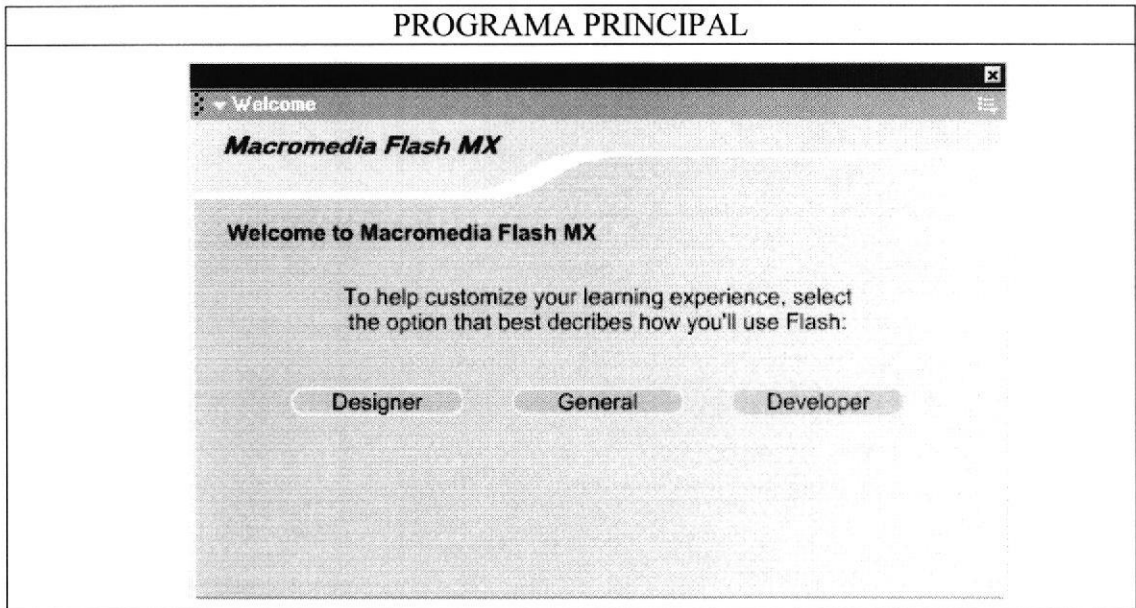 PROGRAMA PRINCIPAL
Welcome
Macromedia Flash MX
Welcome to Macromedia Flash MX
To help customize your learning experience, select
the option that best decribes how you'll use Flash:
Designer General Developer